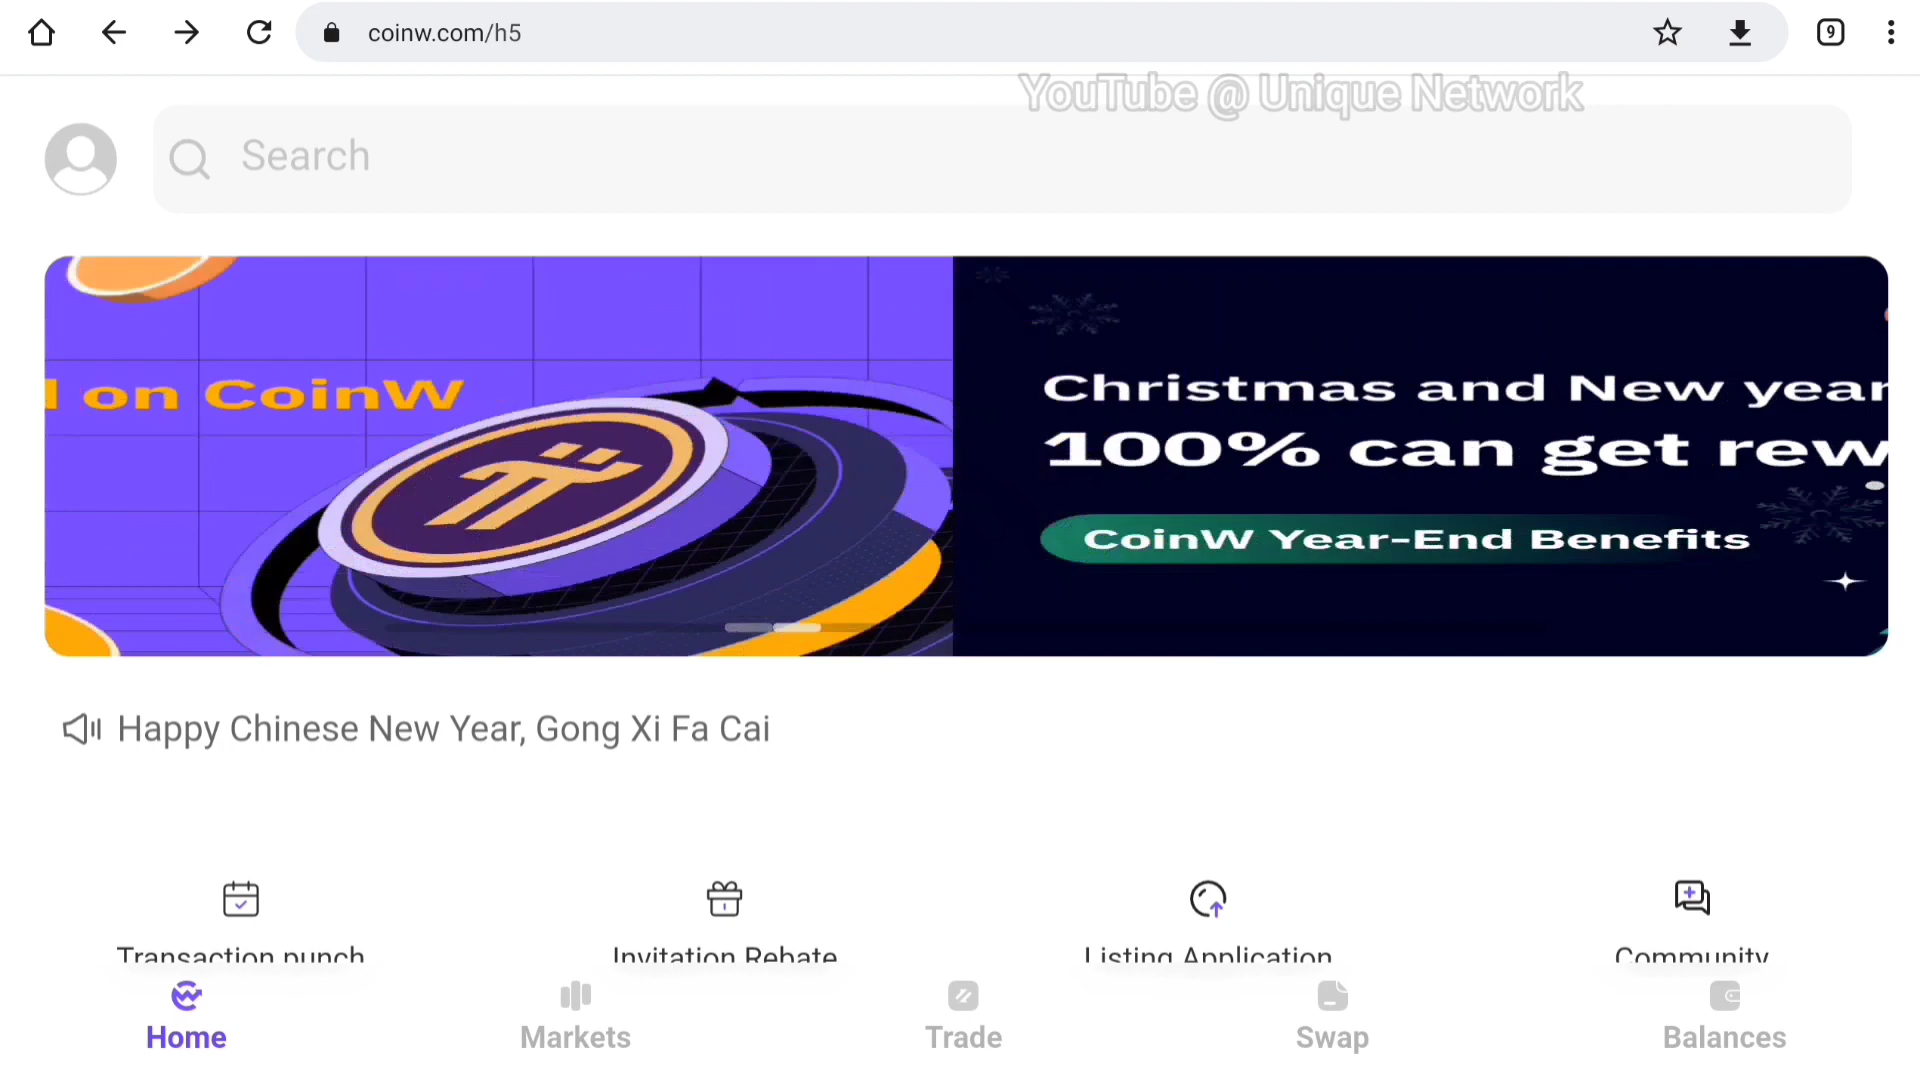 coinw.com/h5
9
YouTube @ Unique Network
Search
on CoinW
Christmas and New year
100% can get rew
CoinW Year-End Benefits
Happy Chinese New Year, Gong Xi Fa Cai
Transaction punch
Invitation Rebate
Listing Application
Community
Home
Markets
Trade
Swap
Balances